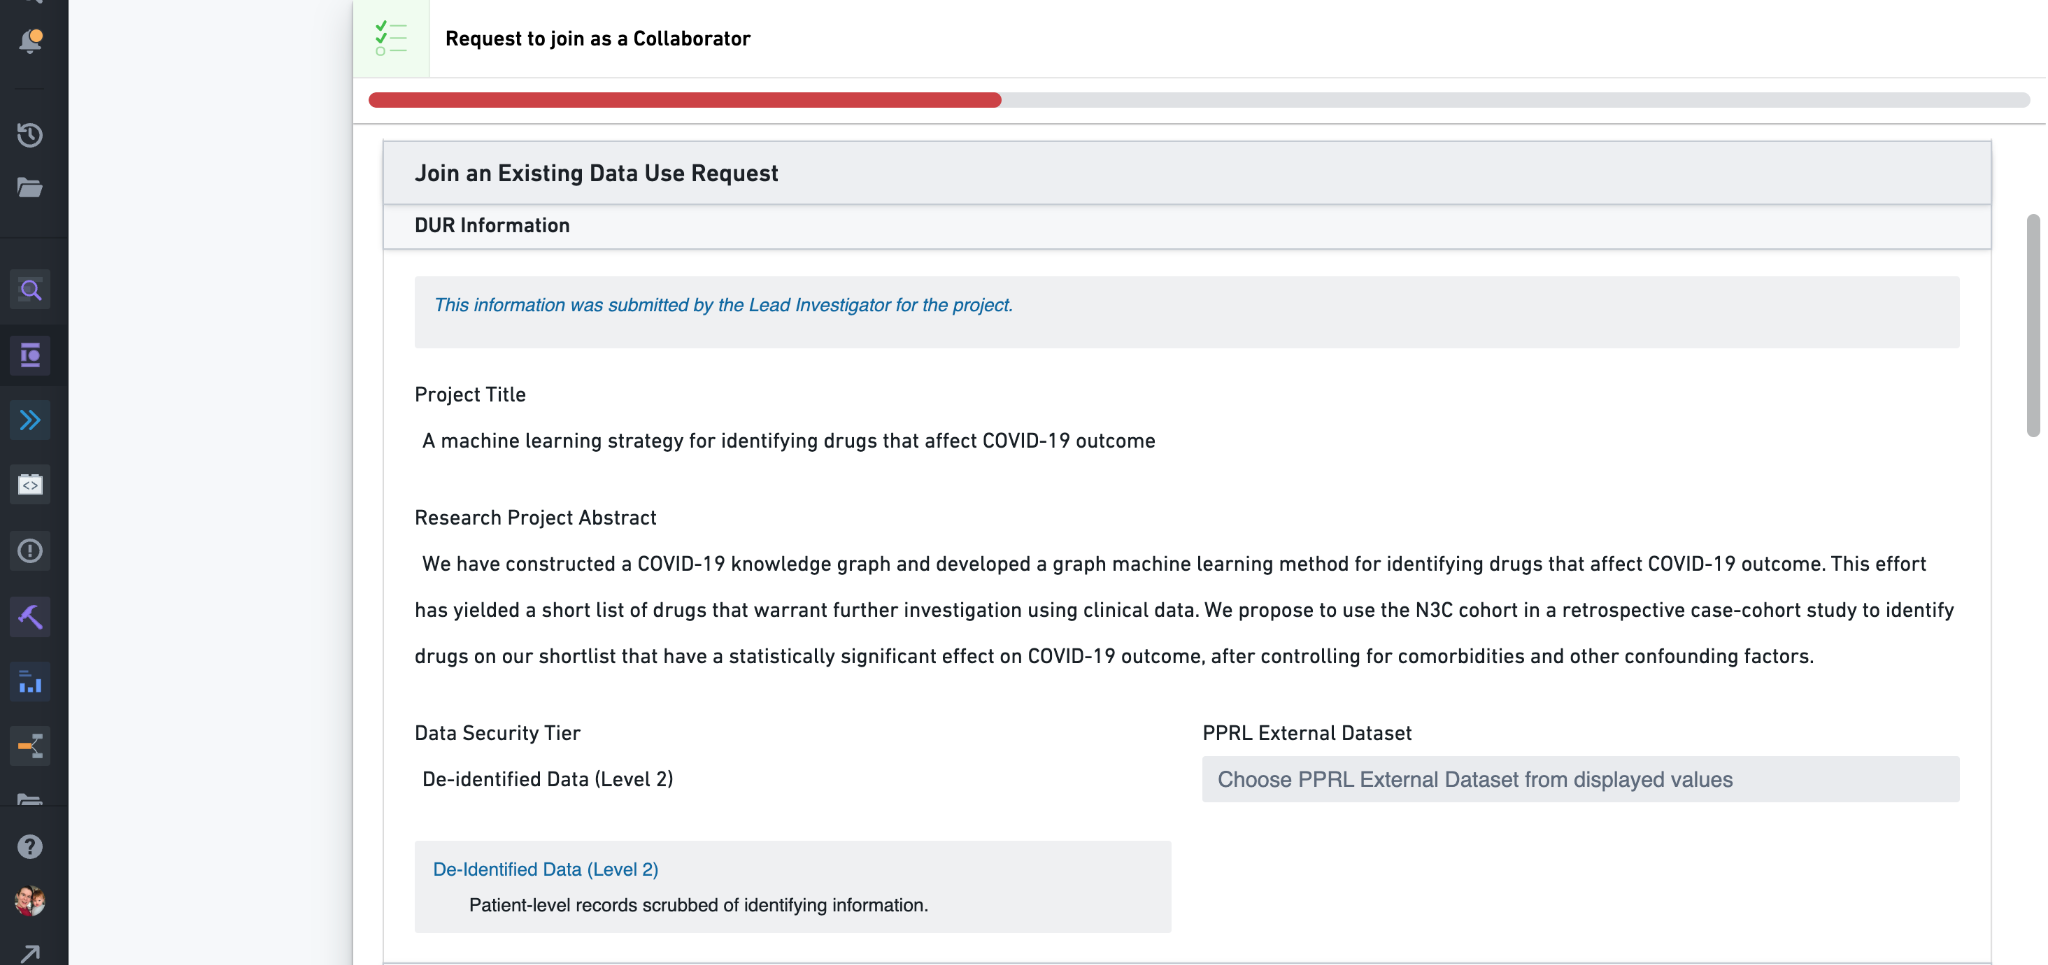 Request to join as a Collaborator
Join an Existing Data Use Request
DUR Information
This information was submitted by the Lead Investigator for the project.
Project Title
A machine learning strategy for identifying drugs that affect COVID-19 outcome
Research Project Abstract
We have constructed a COVID-19 knowledge graph and developed a graph machine learning method for identifying drugs that affect COVID-19 outcome. This effort
has yielded a short list of drugs that warrant further investigation using clinical data. We propose to use the N3C cohort in a retrospective case-cohort study to identify
drugs on our shortlist that have a statistically significant effect on COVID-19 outcome, after controlling for comorbidities and other confounding factors.
Data Security Tier
De-identified Data (Level 2)
PPRL External Dataset
Choose PPRL External Dataset from displayed values
De-Identified Data (Level 2)
Patient-level records scrubbed of identifying information.